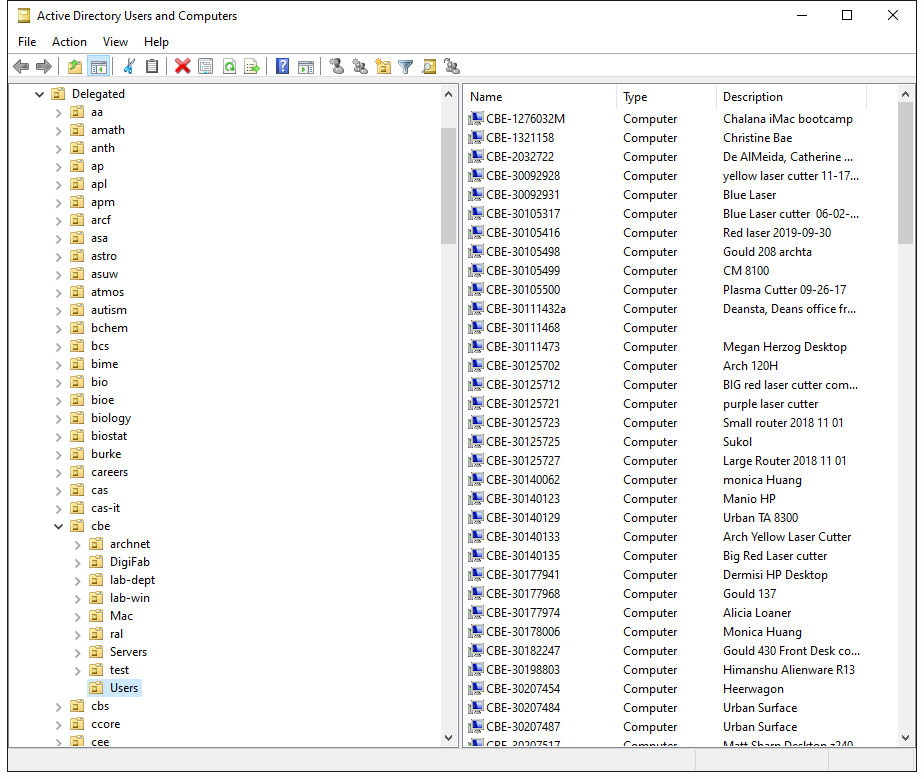 Active Directory Users and Computers
File Action View Help
Delegated
aa
amath
anth
ap
apl
apm
arcf
asa
astro
asuw
atmos
autism
bchem
bcs
bime
bio
bioe
biology
biostat
burke
careers
cas
cas-it
cbe
archnet
DigiFab
lab-dept
lab-win
Mac
ral
Servers
test
Users
cbs
ccore
cee
Name Type Description
CBE-1276032M Computer Chalana iMac bootcamp
CBE-1321158 Computer Christine Bae
CBE-2032722 Computer De AlMeida, Catherine ...
CBE-30092928 Computer yellow laser cutter 11-17...
CBE-30092931 Computer Blue Laser
CBE-30105317 Computer Blue Laser cutter 06-02-...
CBE-30105416 Computer Red laser 2019-09-30
CBE-30105498 Computer Gould 208 archta
CBE-30105499 Computer CM 8100
CBE-30105500 Computer Plasma Cutter 09-26-17
CBE-30111432a Computer Deansta, Deans office fr...
CBE-30111468 Computer
CBE-30111473 Computer Megan Herzog Desktop
CBE-30125702 Computer Arch 120H
CBE-30125712 Computer BIG red laser cutter com...
CBE-30125721 Computer purple laser cutter
CBE-30125723 Computer Small router 2018 11 01
CBE-30125725 Computer Sukol
CBE-30125727 Computer Large Router 2018 11 01
CBE-30140062 Computer monica Huang
CBE-30140123 Computer Manio HP
CBE-30140129 Computer Urban TA 8300
CBE-30140133 Computer Arch Yellow Laser Cutter
CBE-30140135 Computer Big Red Laser cutter
CBE-30177941 Computer Dermisi HP Desktop
CBE-30177968 Computer Gould 137
CBE-30177974 Computer Alicia Loaner
CBE-30178006 Computer Monica Huang
CBE-30182247 Computer Gould 430 Front Desk co...
CBE-30198803 Computer Himanshu Alienware R13
CBE-30207454 Computer Heerwagon
CBE-30207484 Computer Urban Surface
CBE-30207487 Computer Urban Surface
CBE-30207517 Computer Matt Sharp Desktop z240